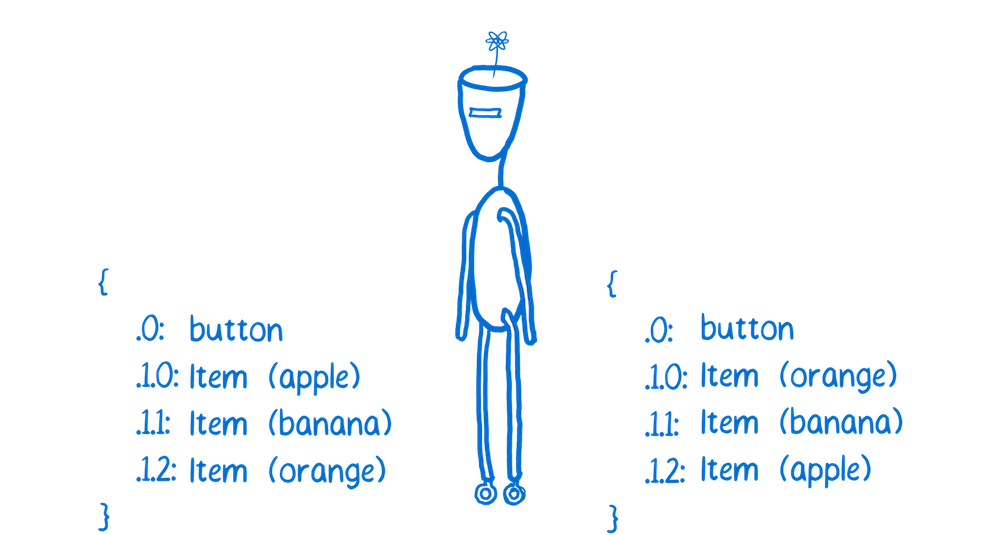 {
.0: button
.1.0: Item (apple)
.1.1: Item (banana)
.1.2: Item (orange)
}
{
.0: button
.1.0: Item (orange)
.1.1: Item (banana)
.1.2: Item (apple)
}